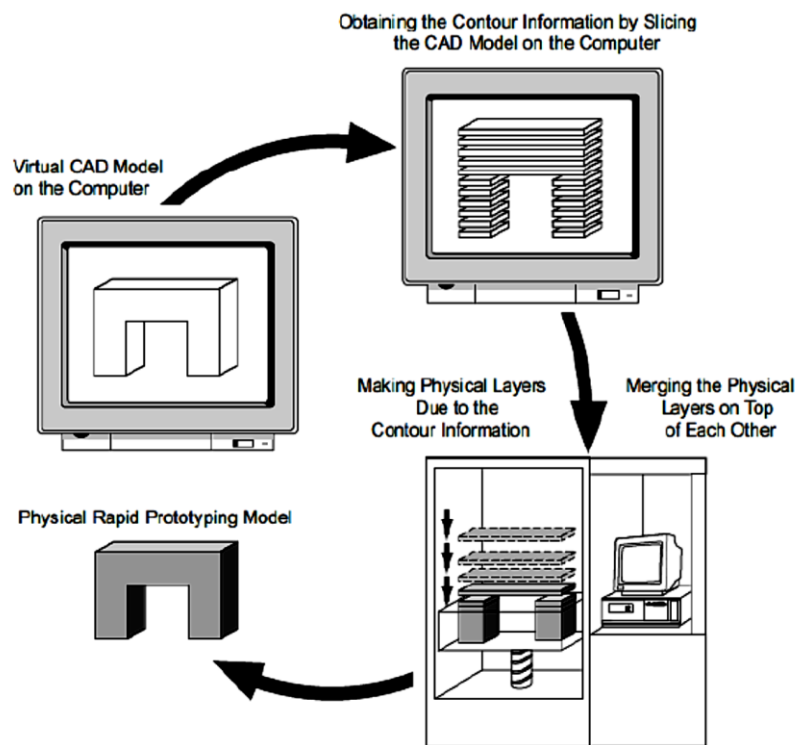 Obtaining the Contour Information by Slicing
the CAD Model on the Computer
Virtual CAD Model
on the Computer
Making Physical Layers
Due to the
Contour Information
Merging the Physical
Layers on Top
of Each Other
Physical Rapid Prototyping Model